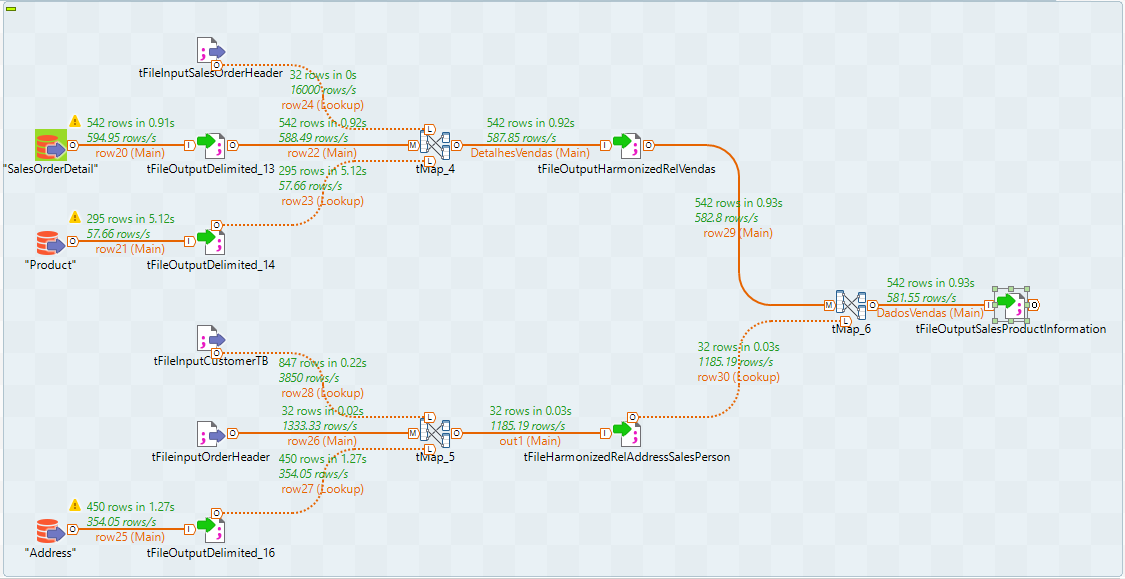 tFileInputSalesOrderHeader
32 rows in 0s
16000 rows/s
row24 (Lookup)
542 rows in 0.91s
594.95 rows/s
row20 (Main)
"SalesOrderDetail"
tFileOutputDelimited_13
542 rows in 0.92s
588.49 rows/s
row22 (Main)
tMap_4
542 rows in 0.92s
587.85 rows/s
DetalhesVendas (Main)
tFileOutputHarmonizedRelVendas
295 rows in 5.12s
57.66 rows/s
row23 (Lookup)
295 rows in 5.12s
57.66 rows/s
row21 (Main)
"Product"
tFileOutputDelimited_14
542 rows in 0.93s
582.8 rows/s
row29 (Main)
tMap_6
542 rows in 0.93s
581.55 rows/s
DadosVendas (Main)
tFileOutputSalesProductInformation
32 rows in 0.03s
1185.19 rows/s
row30 (Lookup)
tFileInputCustomerTB
847 rows in 0.22s
3850 rows/s
row28 (Lookup)
32 rows in 0.02s
1333.33 rows/s
row26 (Main)
tFileinputOrderHeader
tMap_5
32 rows in 0.03s
1185.19 rows/s
out1 (Main)
tFileHarmonizedRelAddressSalesPerson
450 rows in 1.27s
354.05 rows/s
row27 (Lookup)
450 rows in 1.27s
354.05 rows/s
row25 (Main)
"Address"
tFileOutputDelimited_16